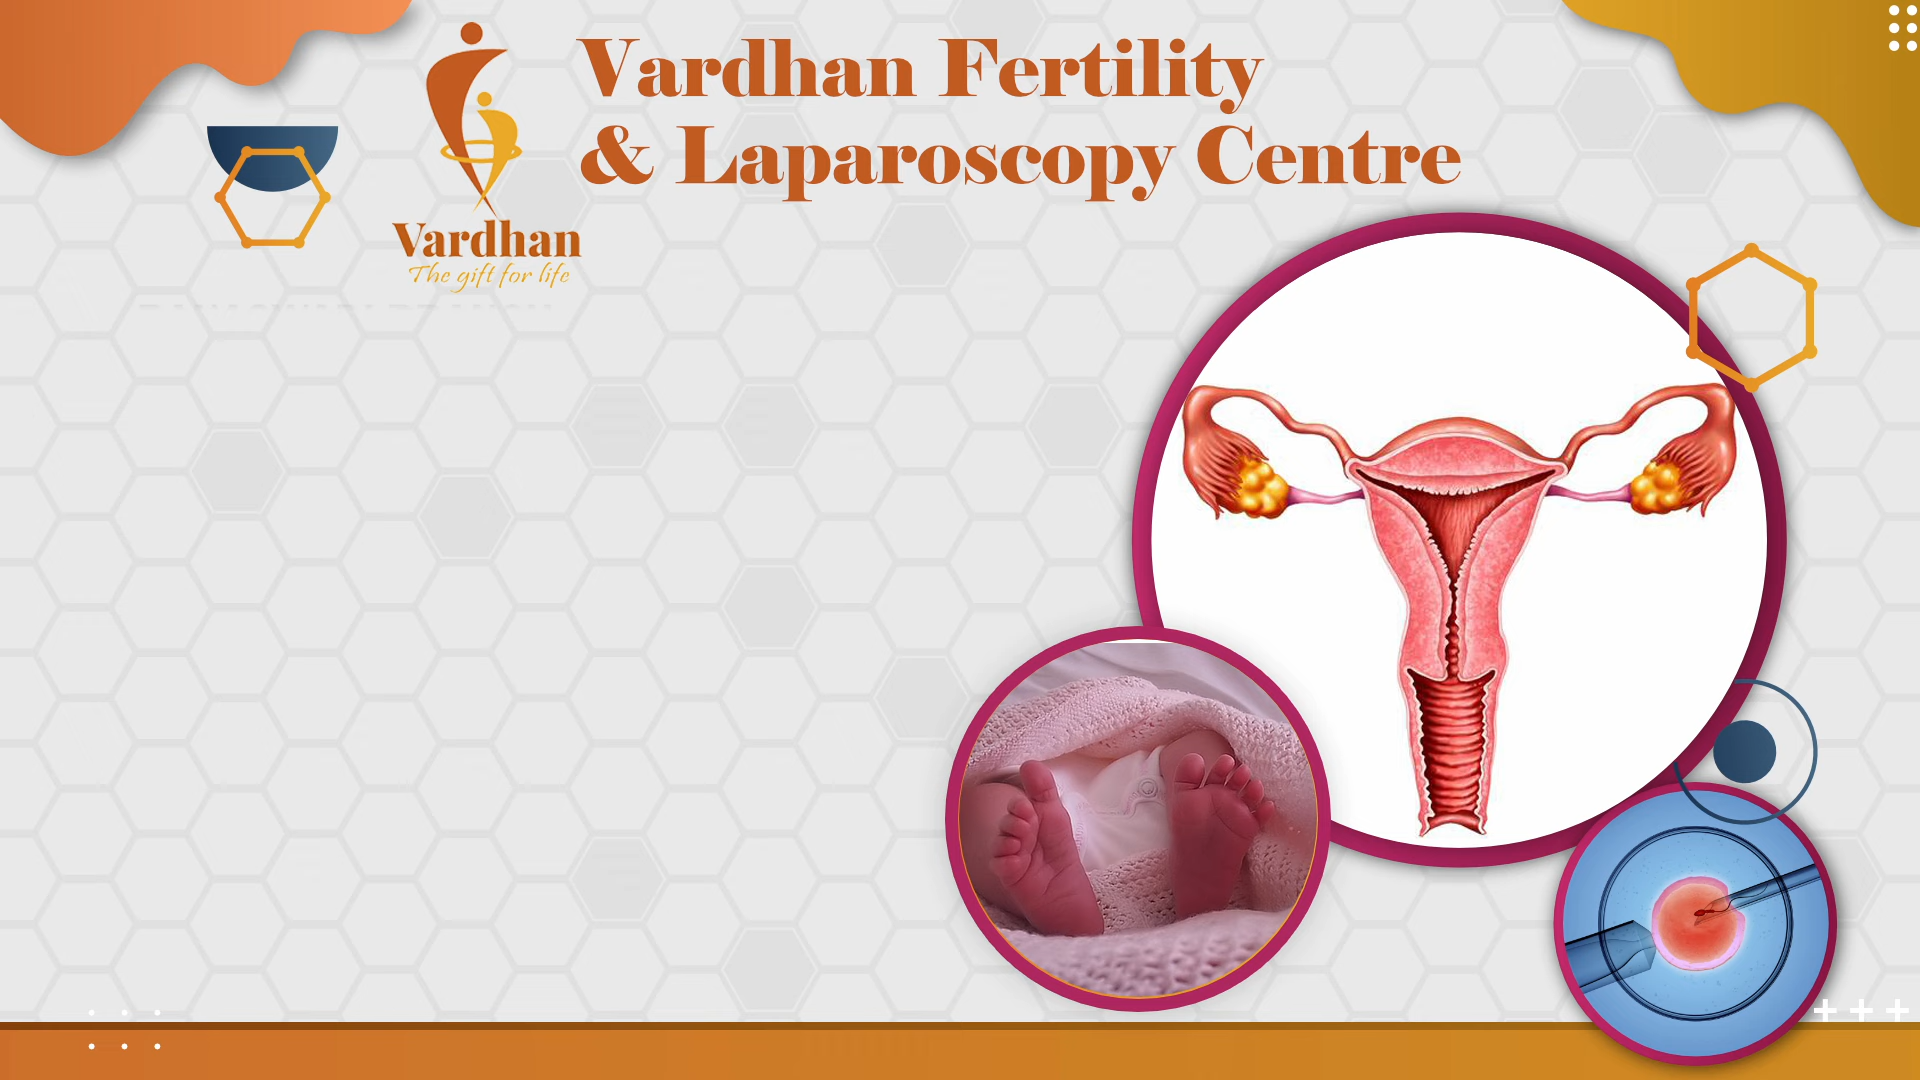 Vardhan Fertility
& Laparoscopy Centre
Vardhan
The gift for life